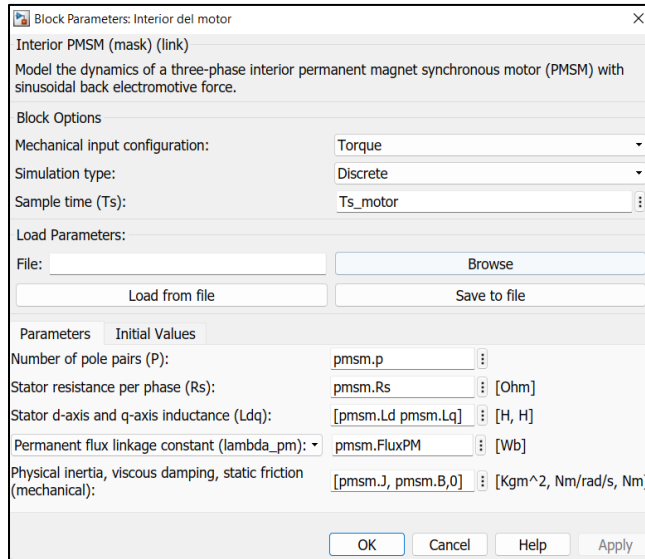 Block Parameters: Interior del motor
Interior PMSM (mask) (link)
Model the dynamics of a three-phase interior permanent magnet synchronous motor (PMSM) with
sinusoidal back electromotive force.
Block Options
Mechanical input configuration: Torque
Simulation type: Discrete
Sample time (Ts): Ts_motor
Load Parameters:
File: Browse
Load from file Save to file
Parameters Initial Values
Number of pole pairs (P): pmsm.p
Stator resistance per phase (Rs): pmsm.Rs [Ohm]
Stator d-axis and q-axis inductance (Ldq): [pmsm.Ld pmsm.Lq] [H, H]
Permanent flux linkage constant (lambda_pm): pmsm.FluxPM [Wb]
Physical inertia, viscous damping, static friction
(mechanical): [pmsm.J, pmsm.B,0] [Kgm^2, Nm/rad/s, Nm]
OK Cancel Help Apply